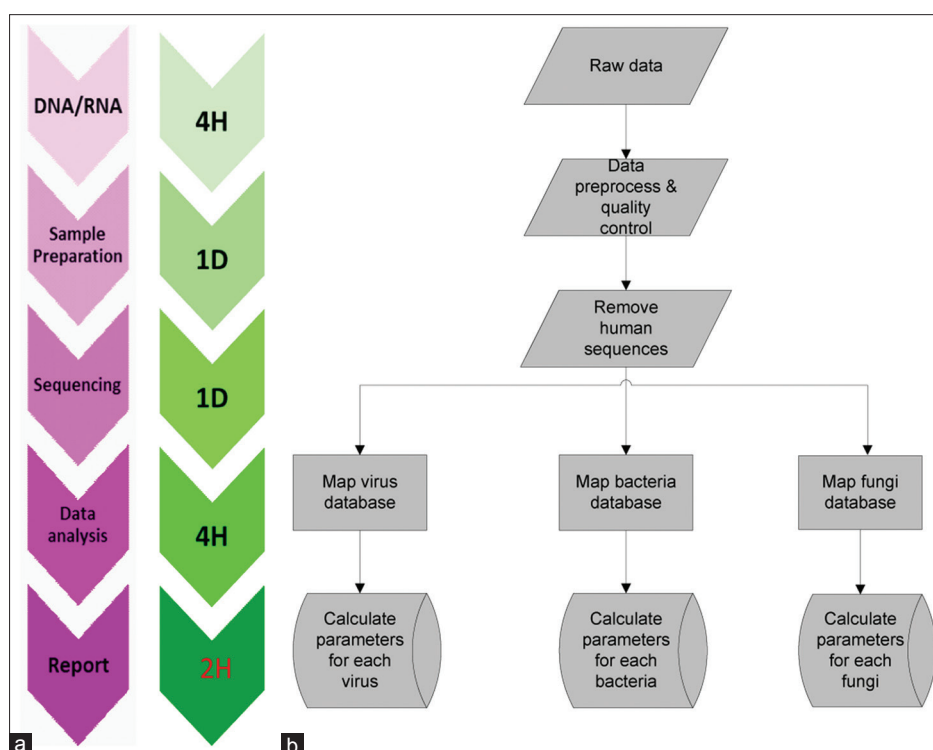 DNA/RNA
4H
Sample
Preparation
1D
Sequencing
1D
Data
analysis
4H
Report
2H
a
Raw data
Data
preprocess &
quality
control
Remove
human
sequences
Map virus
database
Map bacteria
database
Map fungi
database
Calculate
parameters
for each
virus
Calculate
parameters
for each
bacteria
Calculate
parameters
for each
fungi
b